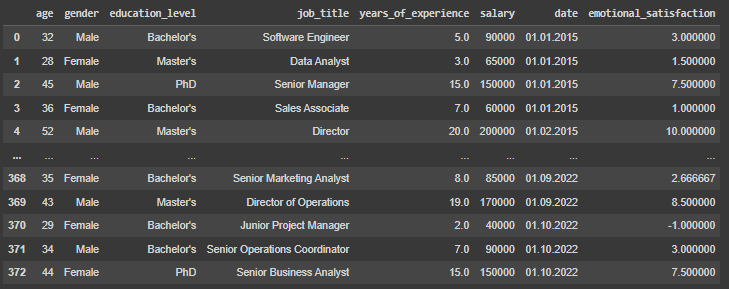 age gender education_level job_title years_of_experience salary date emotional_satisfaction
0 32 Male Bachelor's Software Engineer 5.0 90000 01.01.2015 3.000000
1 28 Female Master's Data Analyst 3.0 65000 01.01.2015 1.500000
2 45 Male PhD Senior Manager 15.0 150000 01.01.2015 7.500000
3 36 Female Bachelor's Sales Associate 7.0 60000 01.01.2015 1.000000
4 52 Male Master's Director 20.0 200000 01.02.2015 10.000000
... ... ... ... ... ... ... ... ...
368 35 Female Bachelor's Senior Marketing Analyst 8.0 85000 01.09.2022 2.666667
369 43 Male Master's Director of Operations 19.0 170000 01.09.2022 8.500000
370 29 Female Bachelor's Junior Project Manager 2.0 40000 01.10.2022 -1.000000
371 34 Male Bachelor's Senior Operations Coordinator 7.0 90000 01.10.2022 3.000000
372 44 Female PhD Senior Business Analyst 15.0 150000 01.10.2022 7.500000